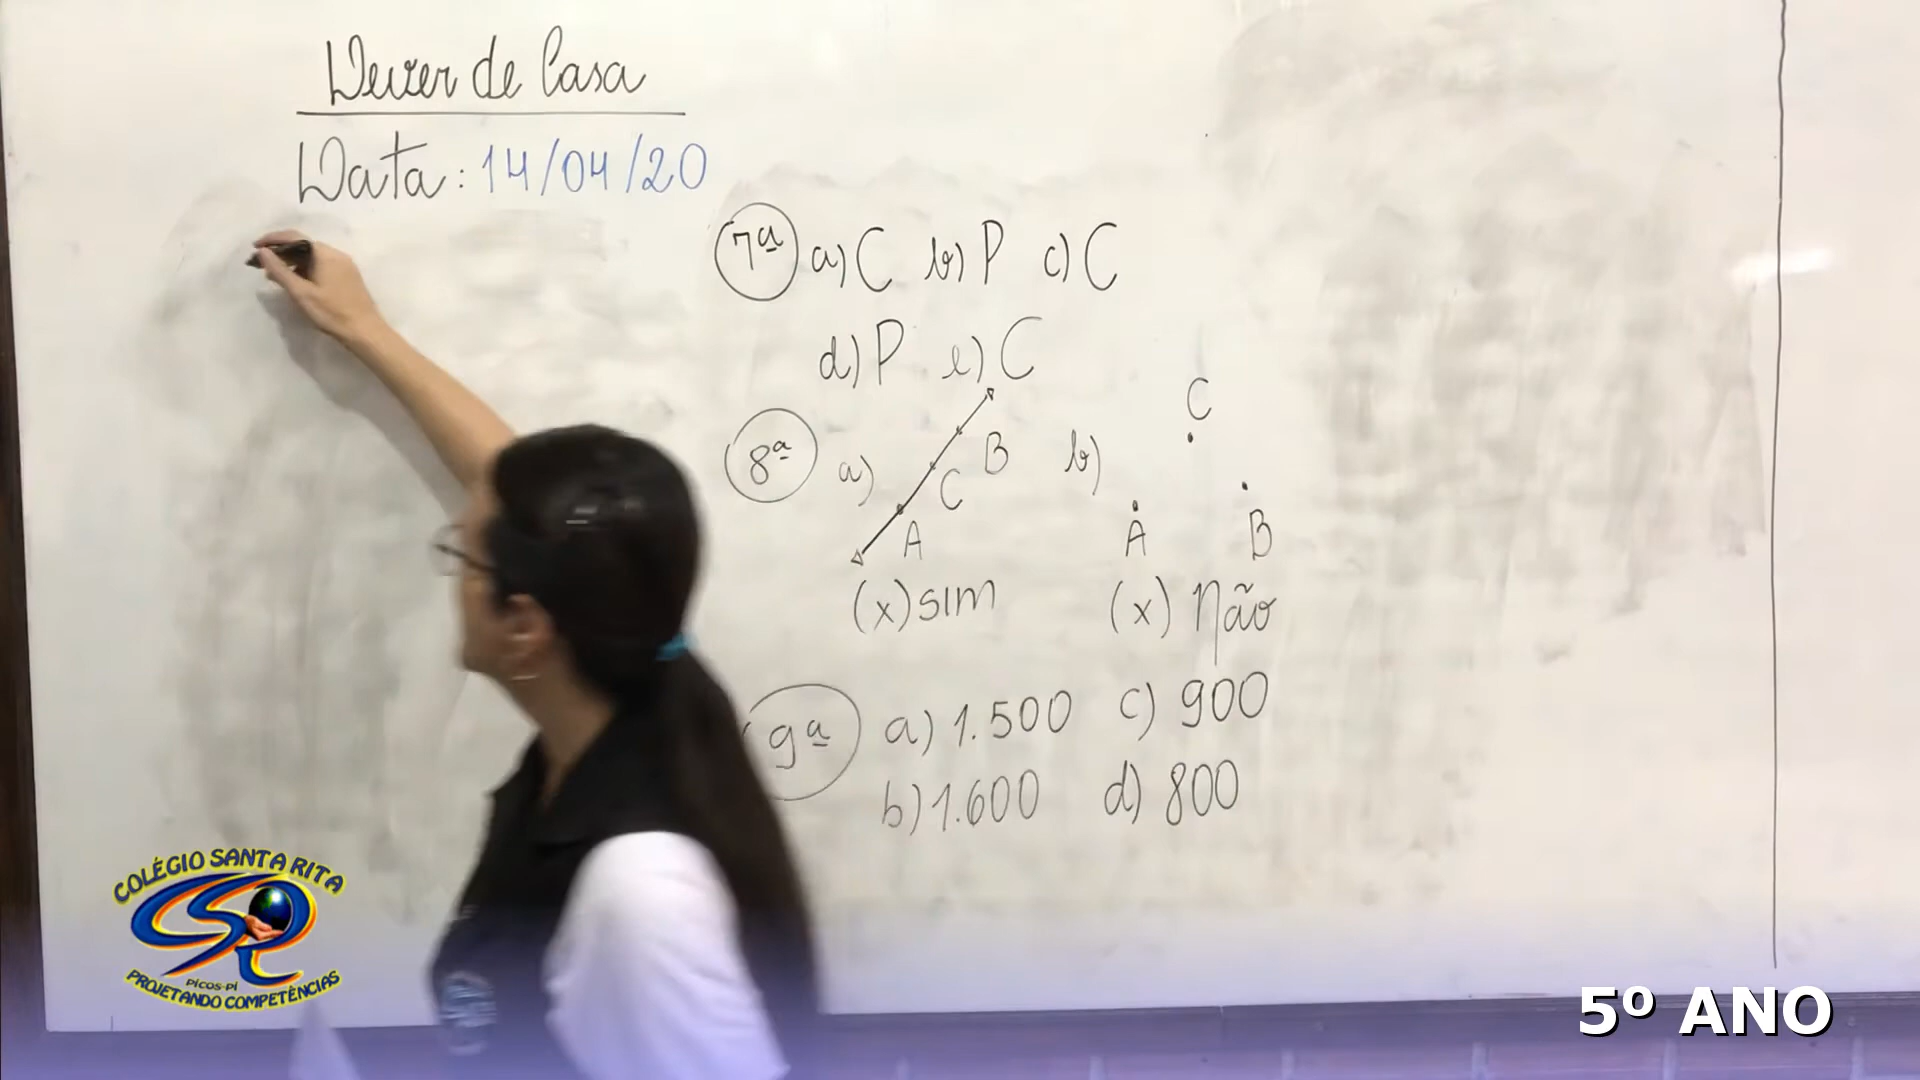 Dever de Casa
Data: 14/04/20
7ª a) C b) P c) C
d) P e) C
8ª a) A C B b) A B C
(x) sim (x) não
9ª a) 1.500 c) 900
b) 1.600 d) 800
COLÉGIO SANTA RITA
CSR
PICOS-PI
PROJETANDO COMPETÊNCIAS
5º ANO